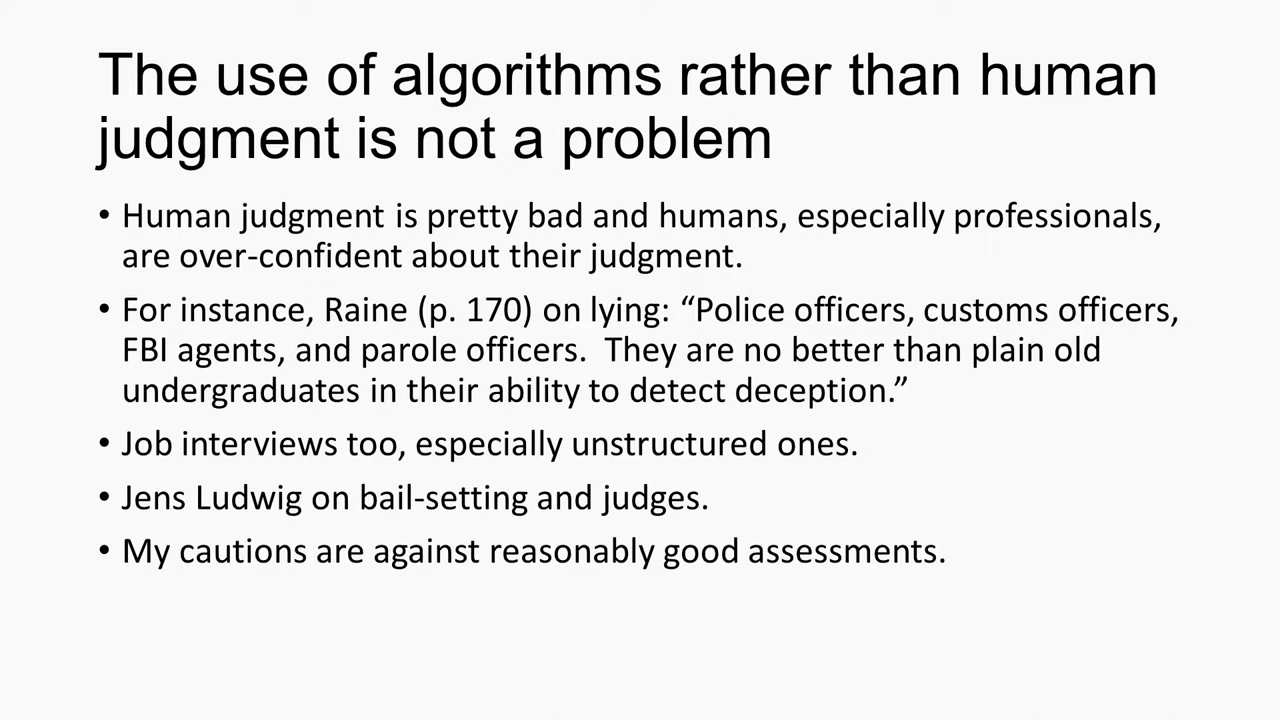 The use of algorithms rather than human
judgment is not a problem
• Human judgment is pretty bad and humans, especially professionals,
are over-confident about their judgment.
• For instance, Raine (p. 170) on lying: “Police officers, customs officers,
FBI agents, and parole officers.  They are no better than plain old
undergraduates in their ability to detect deception.”
• Job interviews too, especially unstructured ones.
• Jens Ludwig on bail-setting and judges.
• My cautions are against reasonably good assessments.